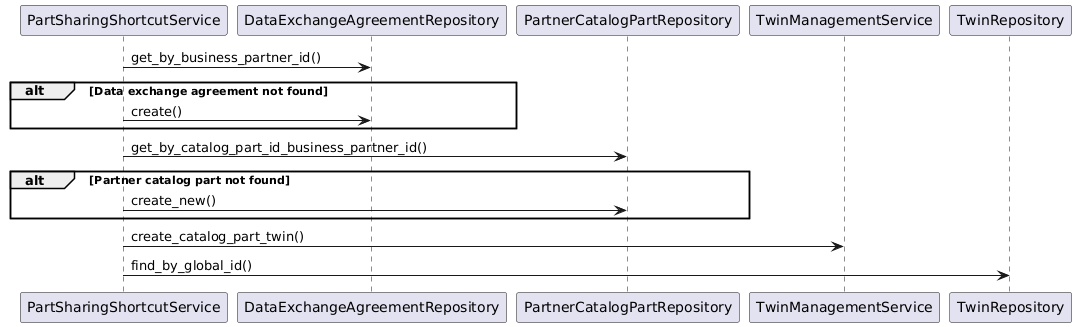 PartSharingShortcutService DataExchangeAgreementRepository PartnerCatalogPartRepository TwinManagementService TwinRepository
get_by_business_partner_id()
alt [Data exchange agreement not found]
create()
get_by_catalog_part_id_business_partner_id()
alt [Partner catalog part not found]
create_new()
create_catalog_part_twin()
find_by_global_id()
PartSharingShortcutService DataExchangeAgreementRepository PartnerCatalogPartRepository TwinManagementService TwinRepository